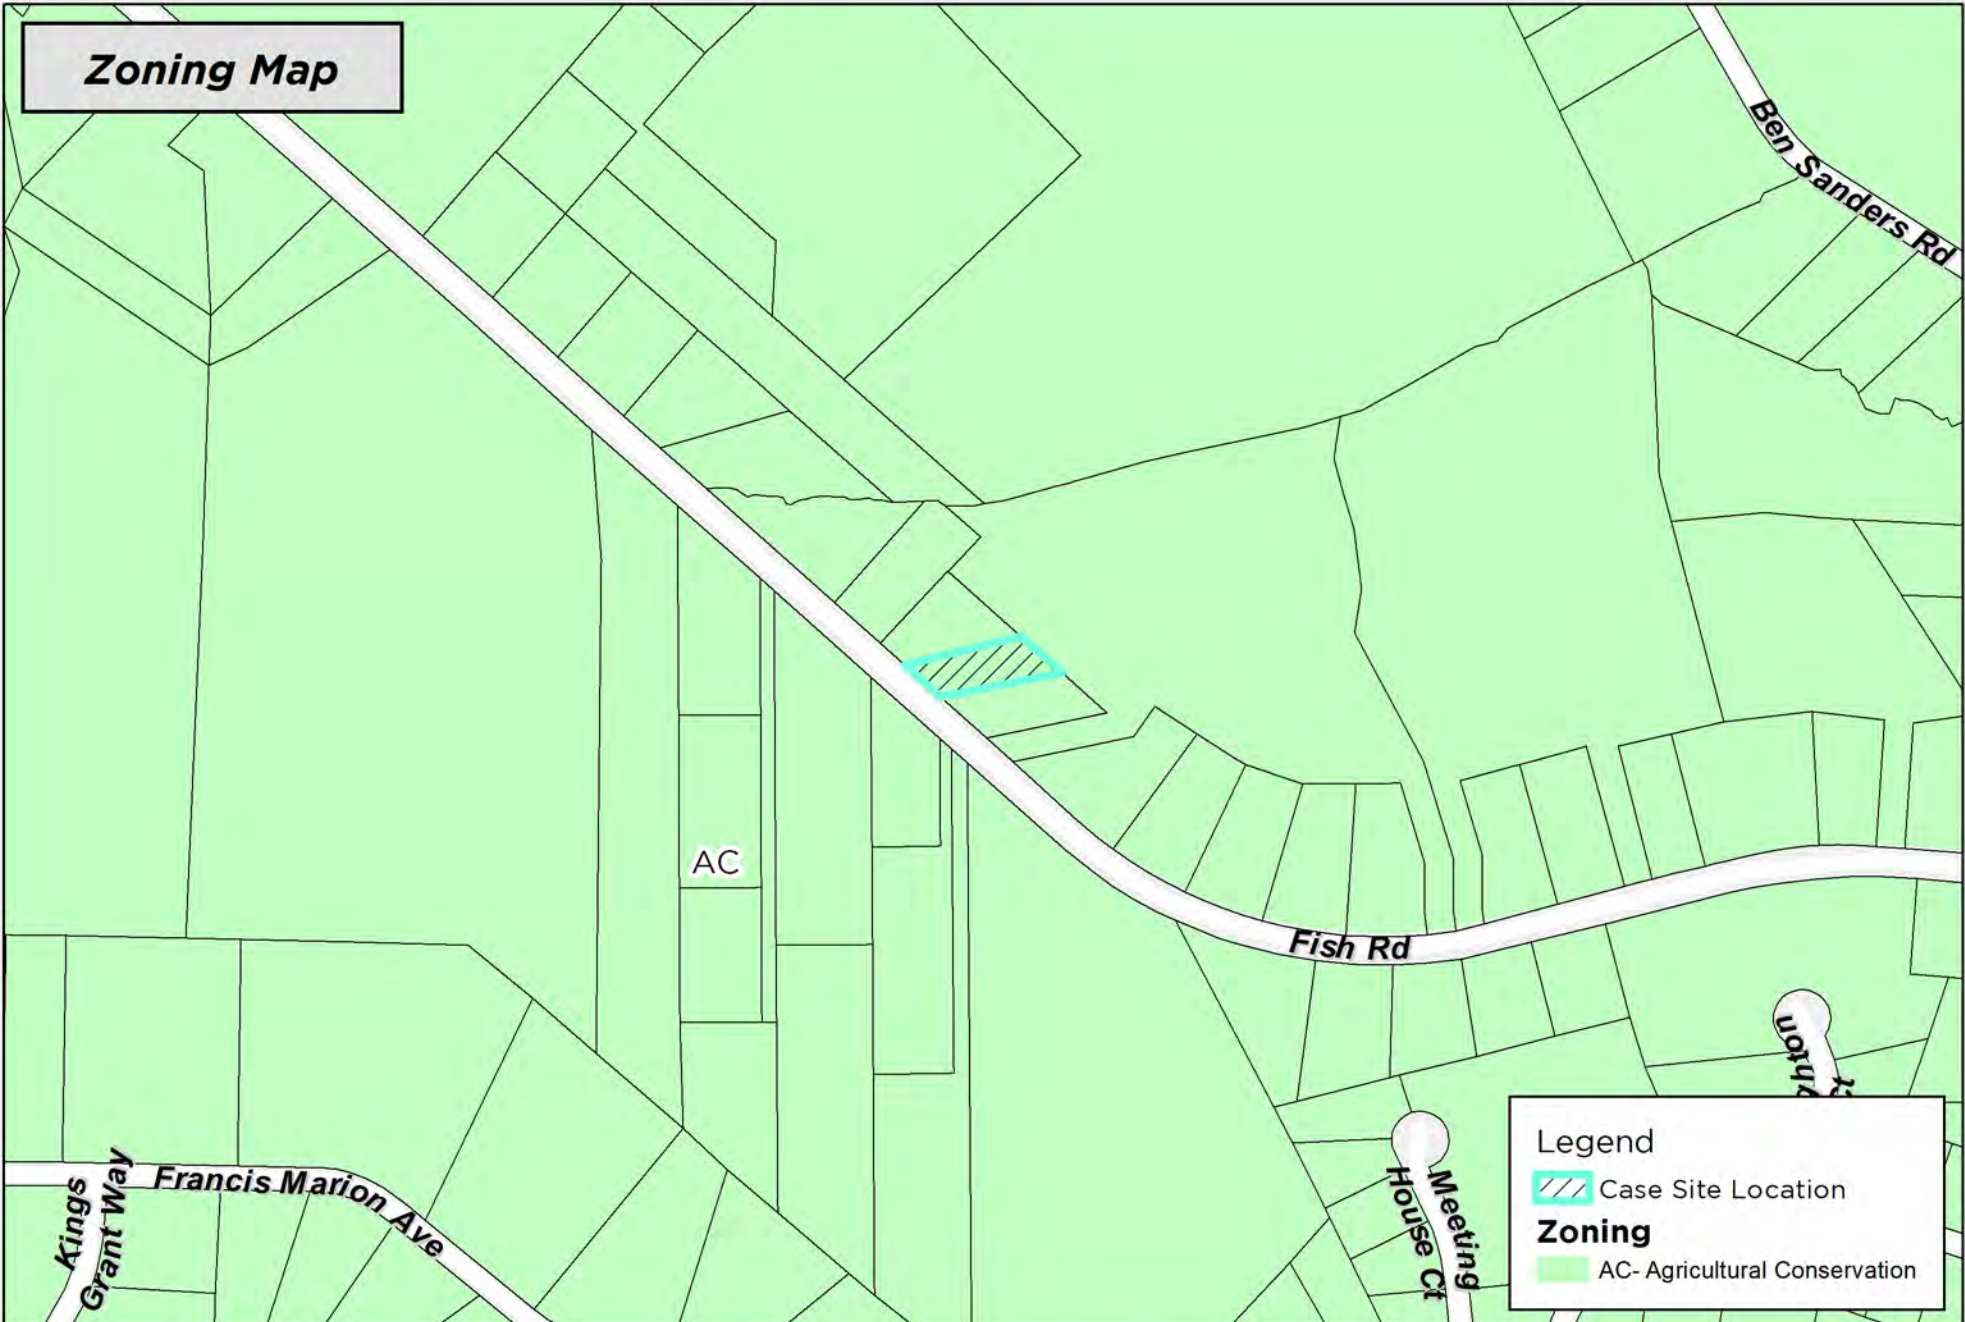 Zoning Map
Ben Sanders Rd
AC
Fish Rd
Francis Marion Ave
Kings
Grant Way
Meeting
House Ct
Legend
Case Site Location
Zoning
AC- Agricultural Conservation